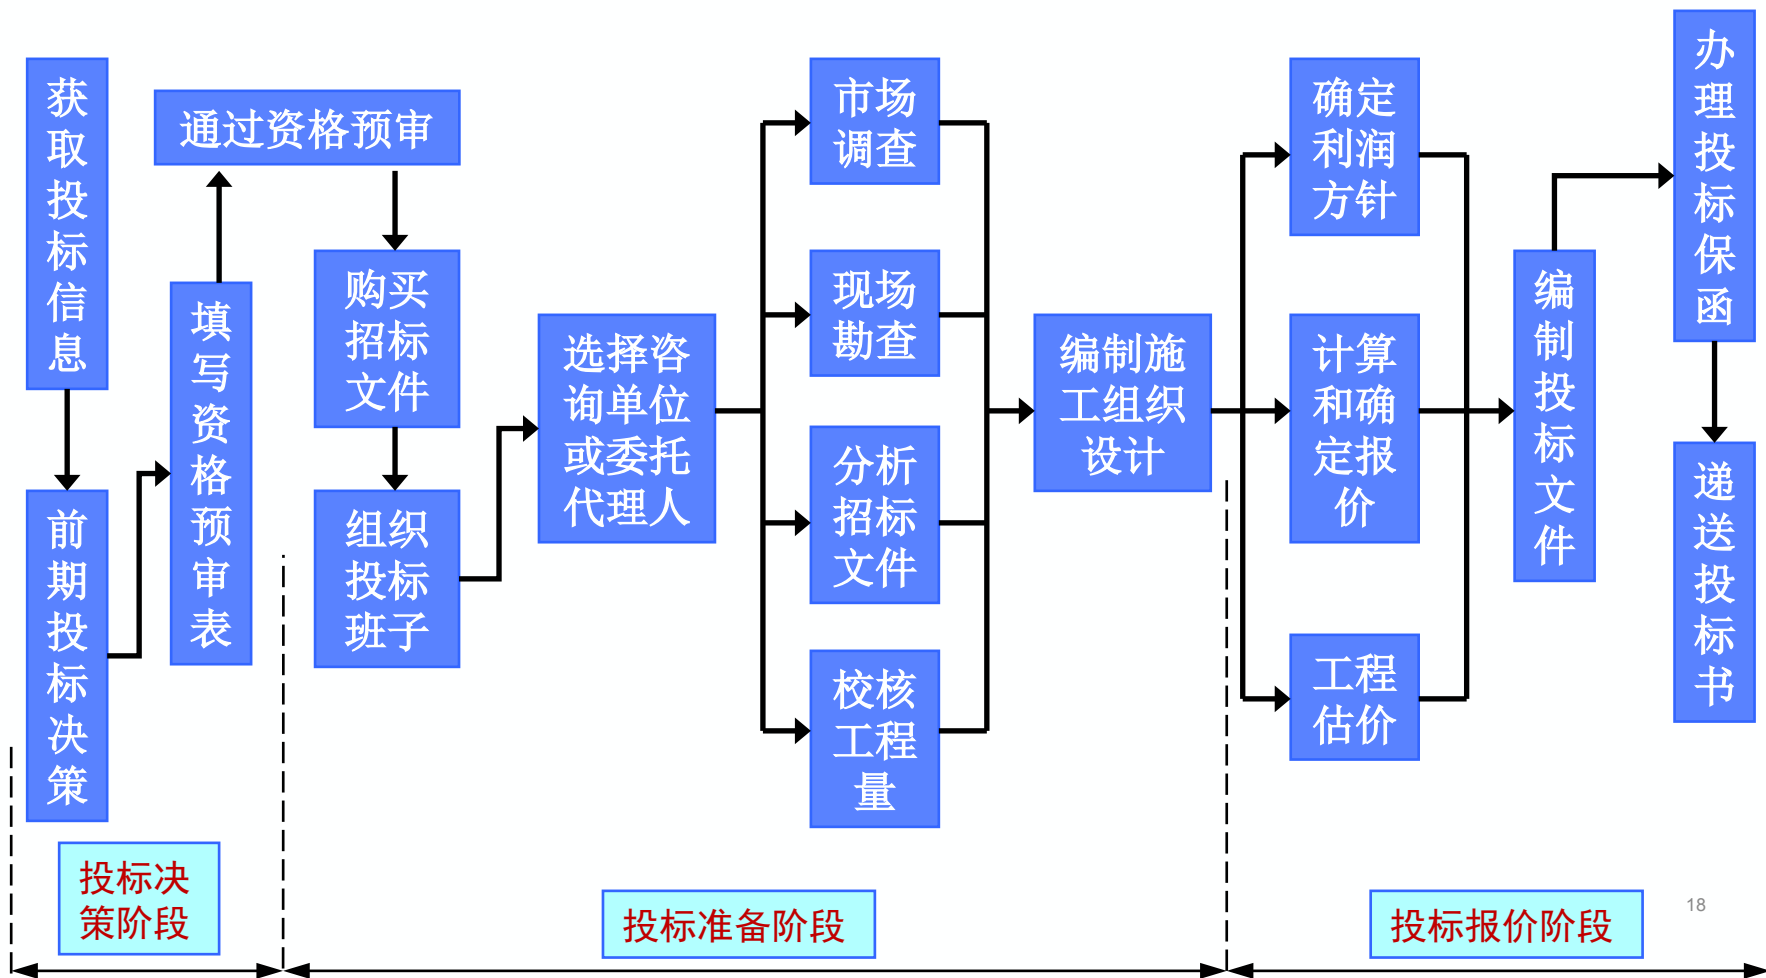 获
取
投
标
信
息
前
期
投
标
决
策
填
写
资
格
预
审
表
通过资格预审
购买
招标
文件
组织
投标
班子
选择咨
询单位
或委托
代理人
市场
调查
现场
勘查
分析
招标
文件
校核
工程
量
编制施
工组织
设计
确定
利润
方针
计算
和确
定报
价
工程
估价
编
制
投
标
文
件
办
理
投
标
保
函
递
送
投
标
书
投标决
策阶段
投标准备阶段
投标报价阶段
18